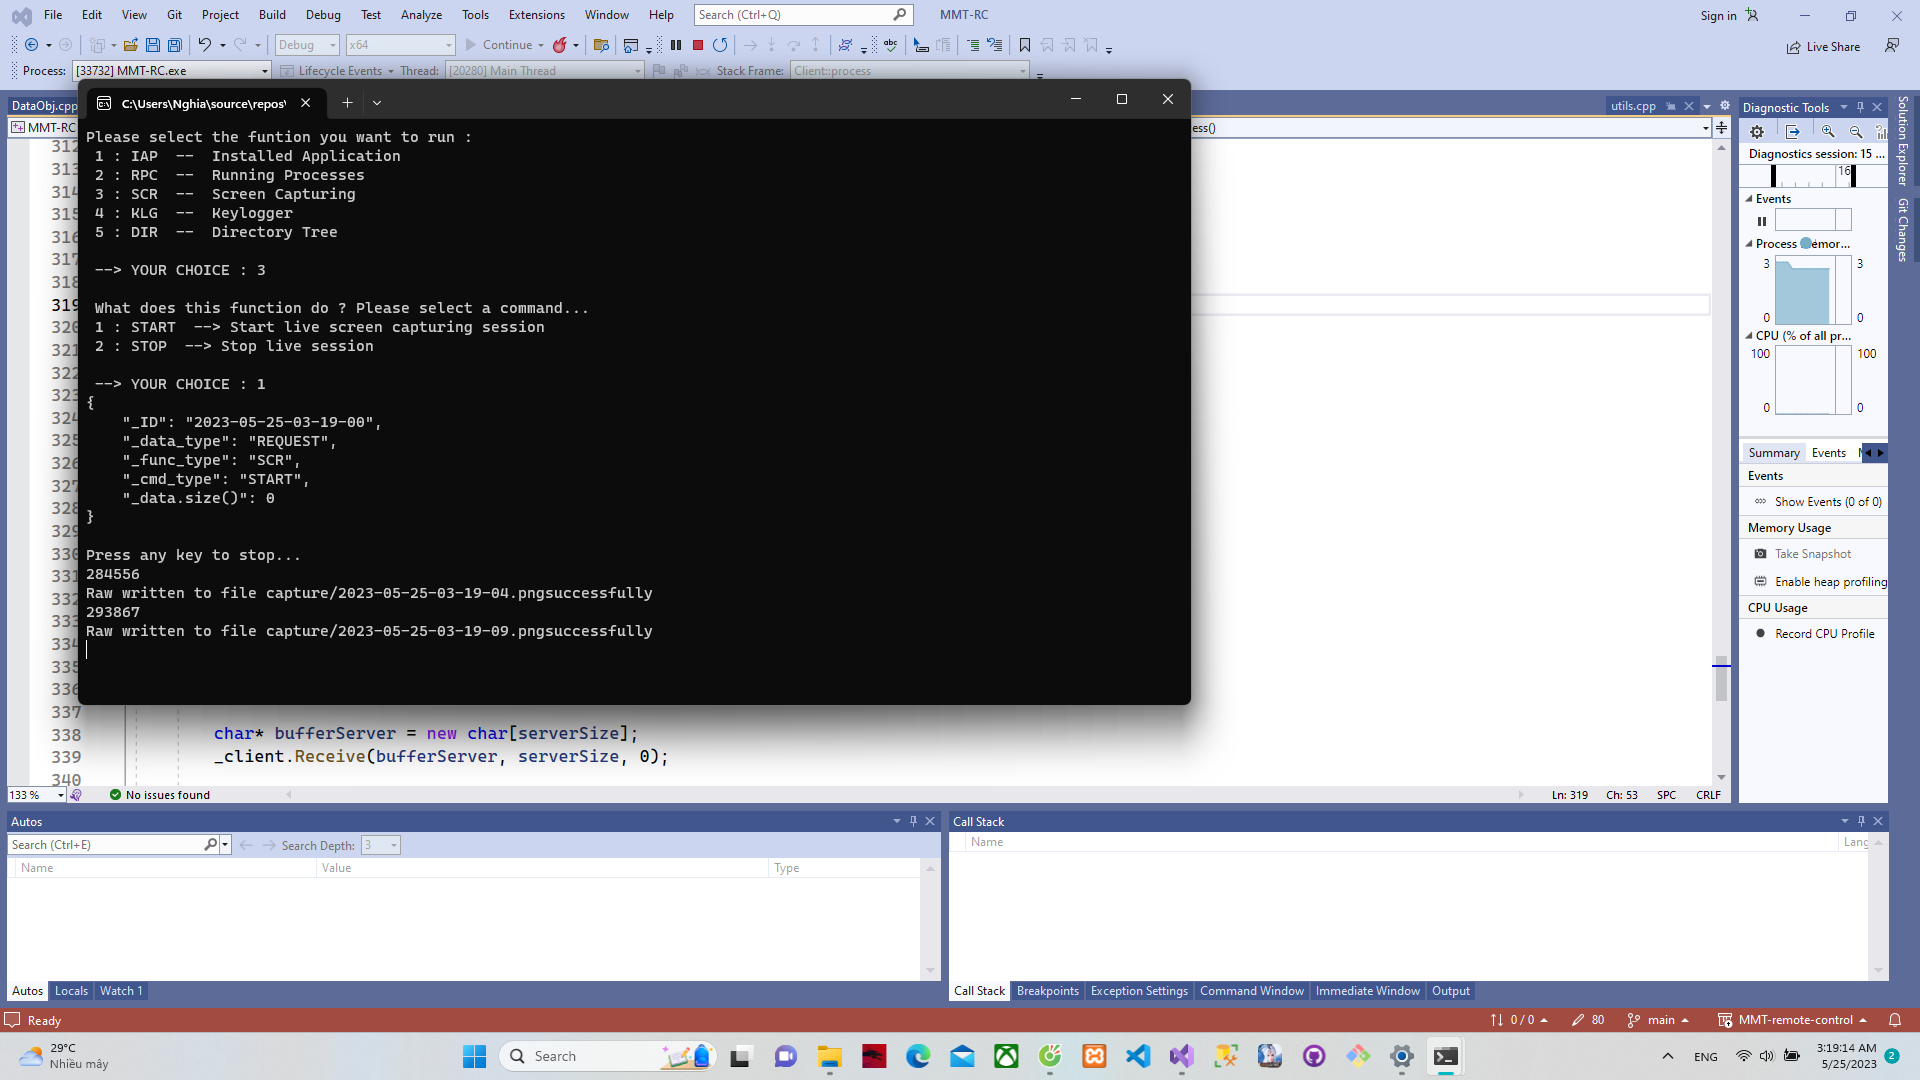 File Edit View Git Project Build Debug Test Analyze Tools Extensions Window Help Search (Ctrl+Q) MMT-RC Sign in
Debug x64 Continue Live Share
Process: [33732] MMT-RC.exe Lifecycle Events Thread: [20280] Main Thread Stack Frame: Client::process
DataObj.cpp C:\Users\Nghia\source\repos\ utils.cpp Diagnostic Tools
MMT-RC ess()
Solution Explorer
Git Changes
Please select the funtion you want to run :
1 : IAP -- Installed Application
2 : RPC -- Running Processes
3 : SCR -- Screen Capturing
4 : KLG -- Keylogger
5 : DIR -- Directory Tree
--> YOUR CHOICE : 3
What does this function do ? Please select a command...
1 : START --> Start live screen capturing session
2 : STOP --> Stop live session
--> YOUR CHOICE : 1
{
"_ID": "2023-05-25-03-19-00",
"_data_type": "REQUEST",
"_func_type": "SCR",
"_cmd_type": "START",
"_data.size()": 0
}
Press any key to stop...
284556
Raw written to file capture/2023-05-25-03-19-04.pngsuccessfully
293867
Raw written to file capture/2023-05-25-03-19-09.pngsuccessfully
312
313
314
315
316
317
318
319
320
321
322
323
324
325
326
327
328
329
330
331
332
333
334
335
336
337
338 char* bufferServer = new char[serverSize];
339 _client.Receive(bufferServer, serverSize, 0);
340
133 % No issues found Ln: 319 Ch: 53 SPC CRLF
Diagnostics session: 15 ...
16
Events
Process emor...
3 3
0 0
CPU (% of all pr...
100 100
0 0
Summary Events
Events
Show Events (0 of 0)
Memory Usage
Take Snapshot
Enable heap profiling
CPU Usage
Record CPU Profile
Autos
Search (Ctrl+E) Search Depth: 3
Name Value Type
Autos Locals Watch 1
Call Stack
Name Lang
Call Stack Breakpoints Exception Settings Command Window Immediate Window Output
Ready 0 / 0 80 main MMT-remote-control
29°C
Nhiều mây
Search
ENG
3:19:14 AM
5/25/2023
2